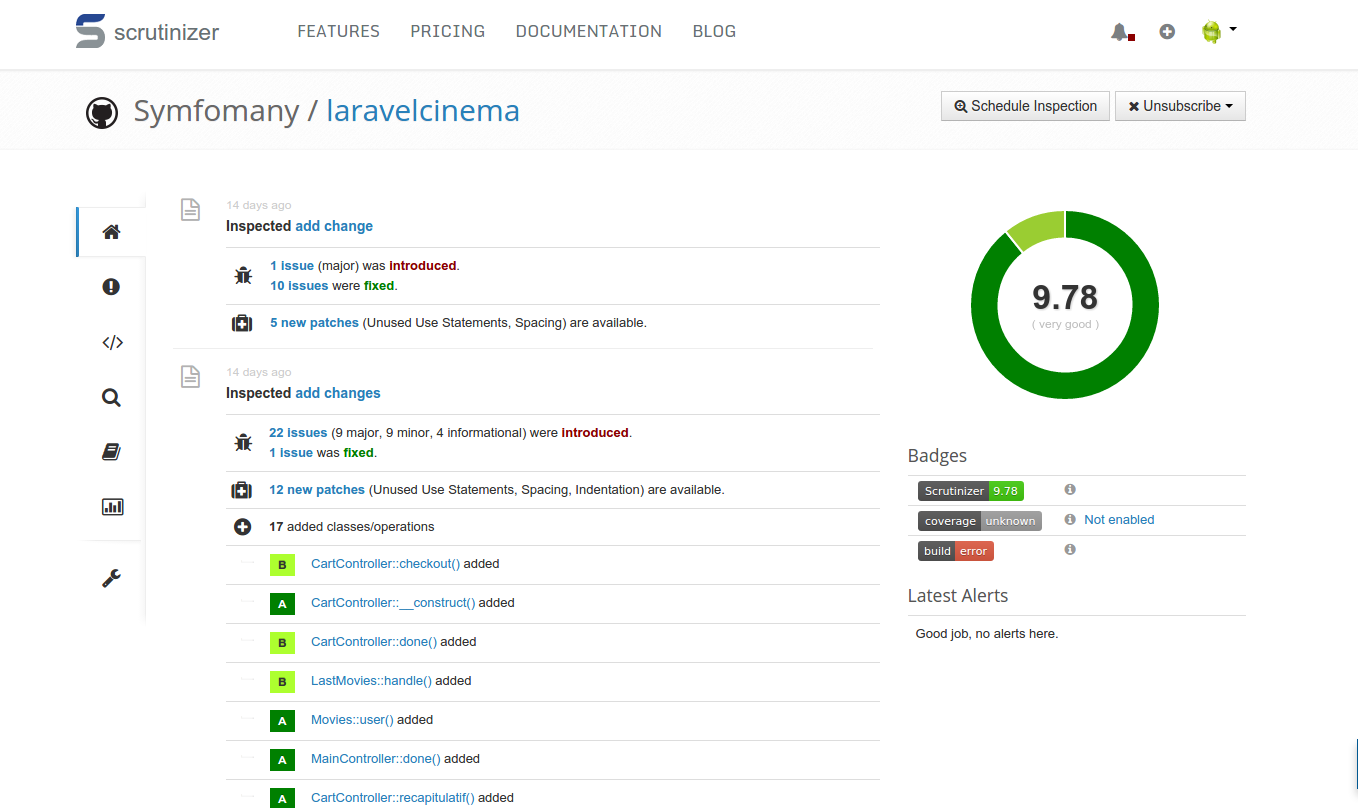 scrutinizer FEATURES PRICING DOCUMENTATION BLOG
Symfomany / laravelcinema
Schedule Inspection Unsubscribe
14 days ago
Inspected add change
1 issue (major) was introduced.
10 issues were fixed.
5 new patches (Unused Use Statements, Spacing) are available.
14 days ago
Inspected add changes
22 issues (9 major, 9 minor, 4 informational) were introduced.
1 issue was fixed.
12 new patches (Unused Use Statements, Spacing, Indentation) are available.
17 added classes/operations
B CartController::checkout() added
A CartController::__construct() added
B CartController::done() added
B LastMovies::handle() added
A Movies::user() added
A MainController::done() added
A CartController::recapitulatif() added
9.78
( very good )
Badges
Scrutinizer 9.78
coverage unknown Not enabled
build error
Latest Alerts
Good job, no alerts here.